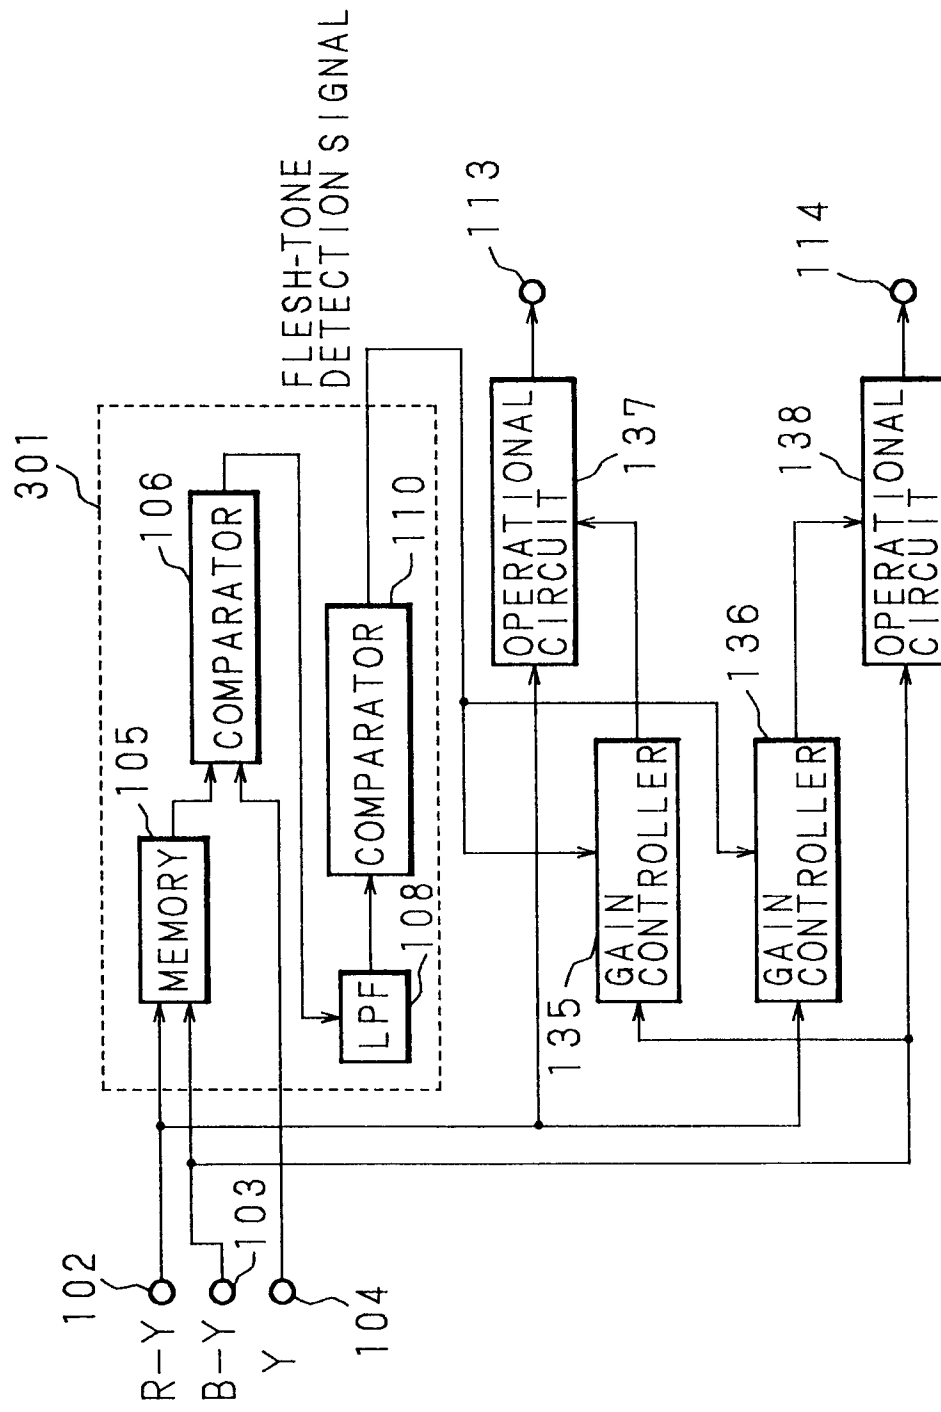 301
FLESH-TONE
DETECTION SIGNAL
102
R-Y
103
B-Y
104
Y
105
MEMORY
106
COMPARATOR
108
LPF
110
COMPARATOR
135
GAIN
CONTROLLER
136
GAIN
CONTROLLER
137
OPERATIONAL
CIRCUIT
138
OPERATIONAL
CIRCUIT
113
114